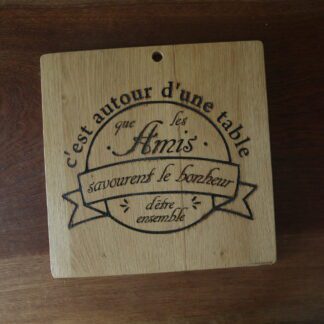 c'est autour d'une table
que les
Amis
savourent le bonheur
d'être
ensemble